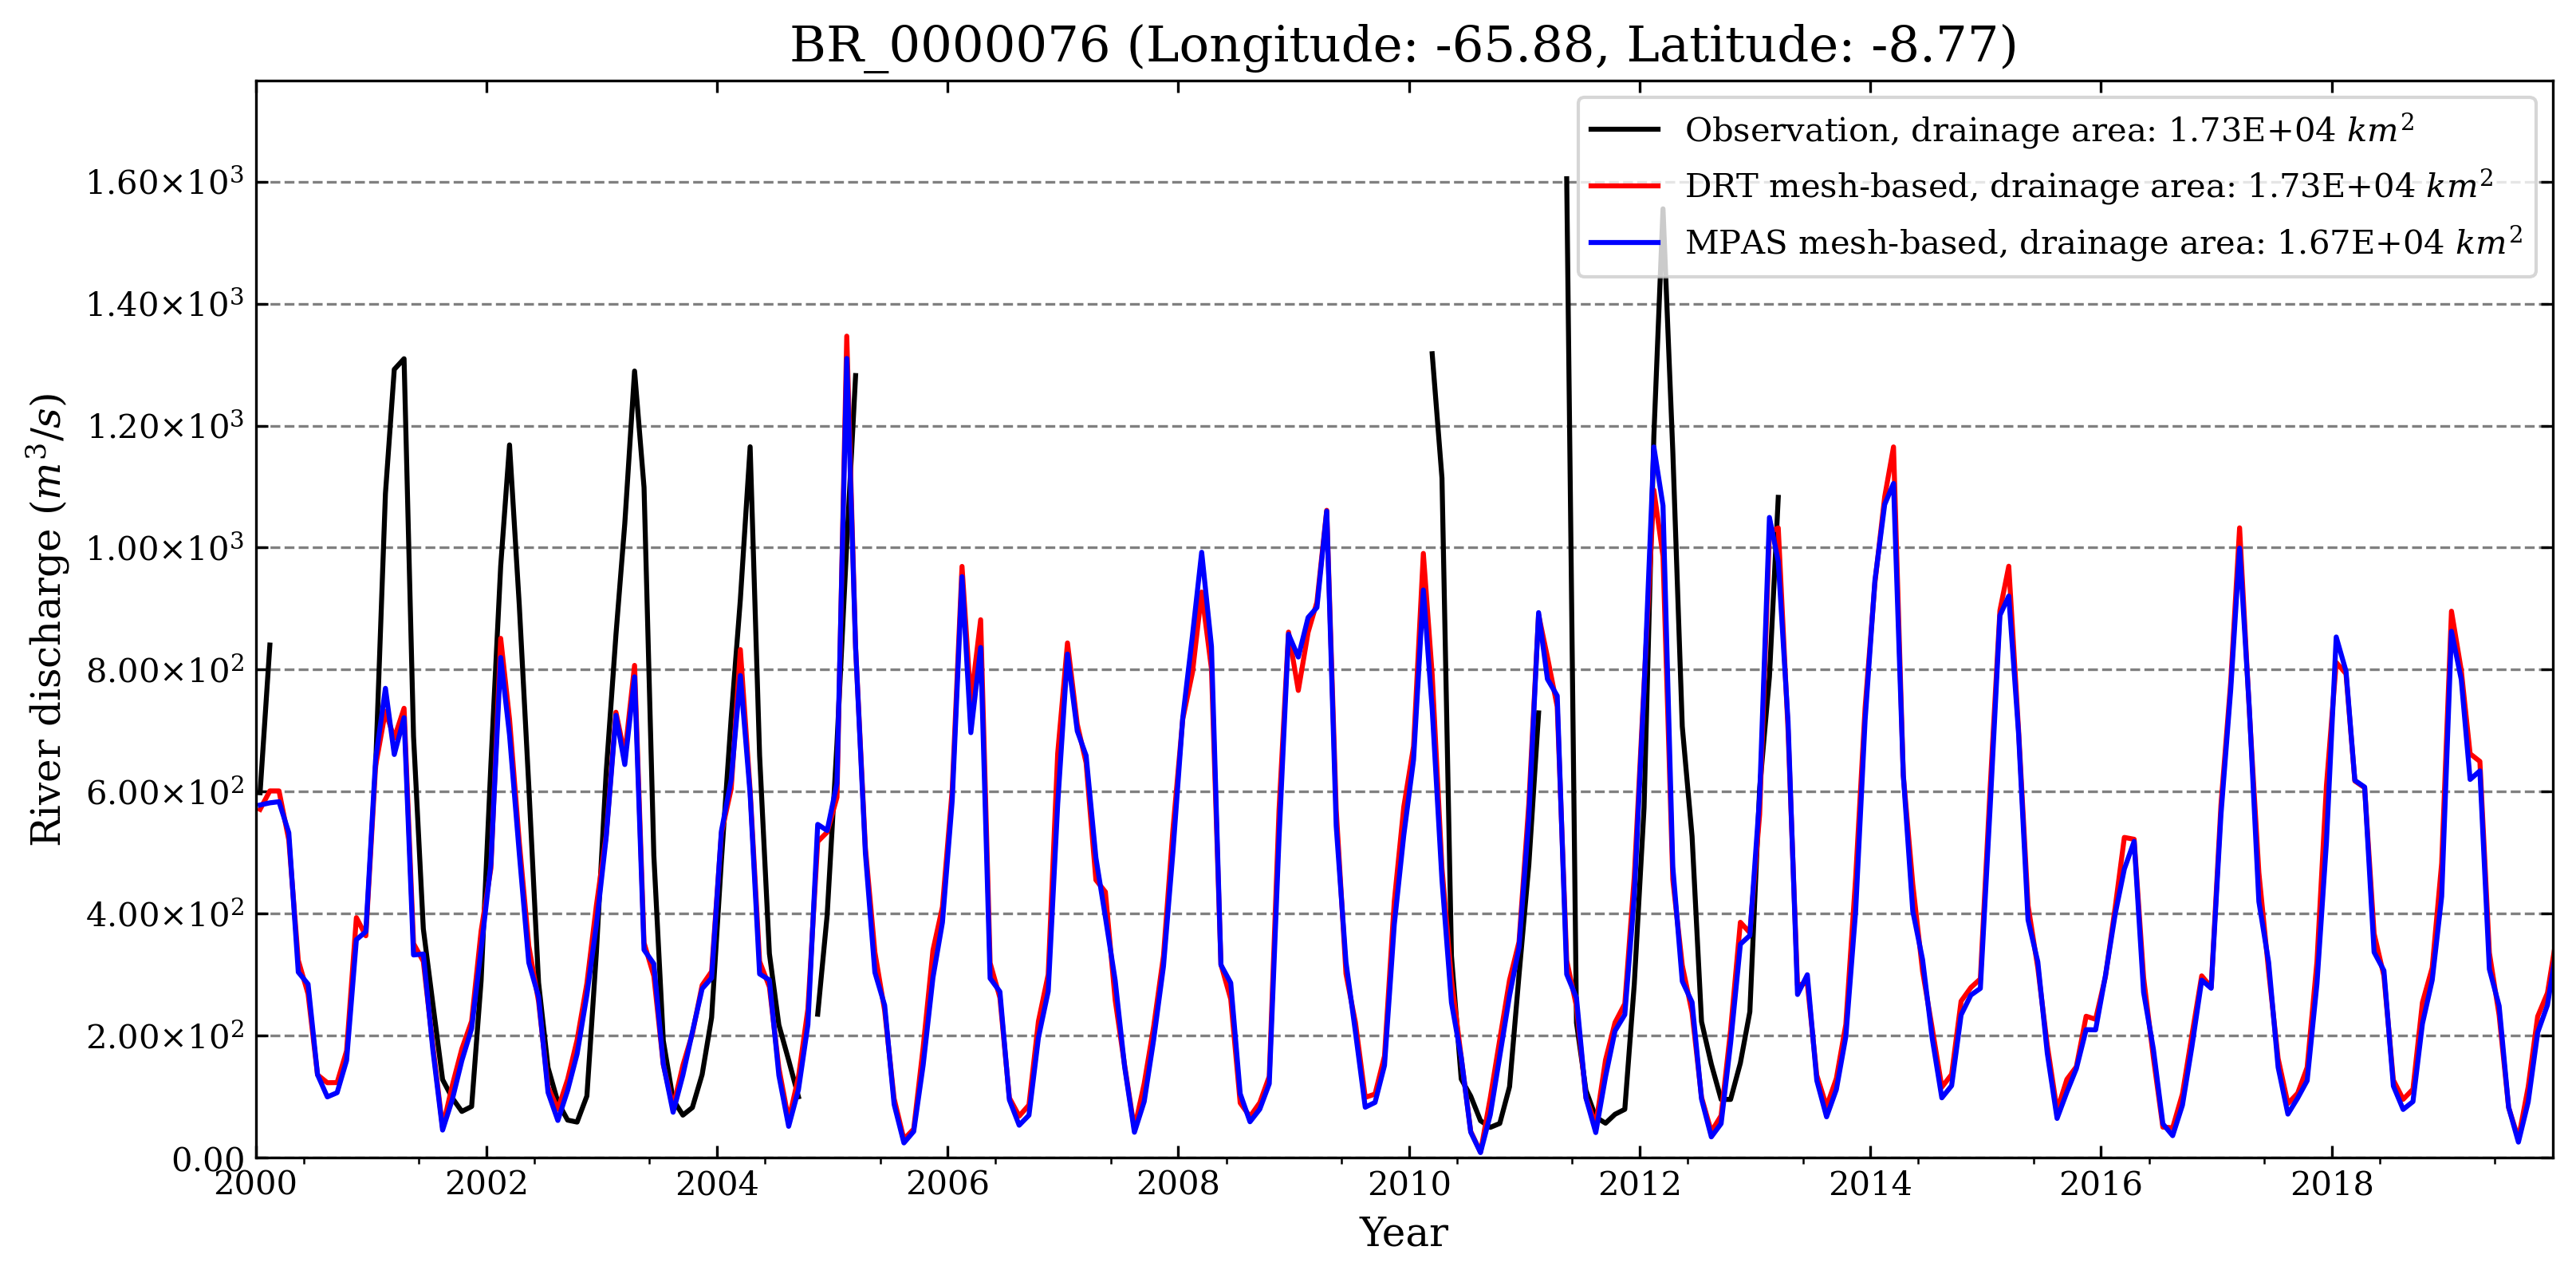 BR_0000076 (Longitude: -65.88, Latitude: -8.77)
Observation, drainage area: 1.73E+04 km²
DRT mesh-based, drainage area: 1.73E+04 km²
MPAS mesh-based, drainage area: 1.67E+04 km²
River discharge (m³/s)
1.60×10³
1.40×10³
1.20×10³
1.00×10³
8.00×10²
6.00×10²
4.00×10²
2.00×10²
0.00
2000 2002 2004 2006 2008 2010 2012 2014 2016 2018
Year